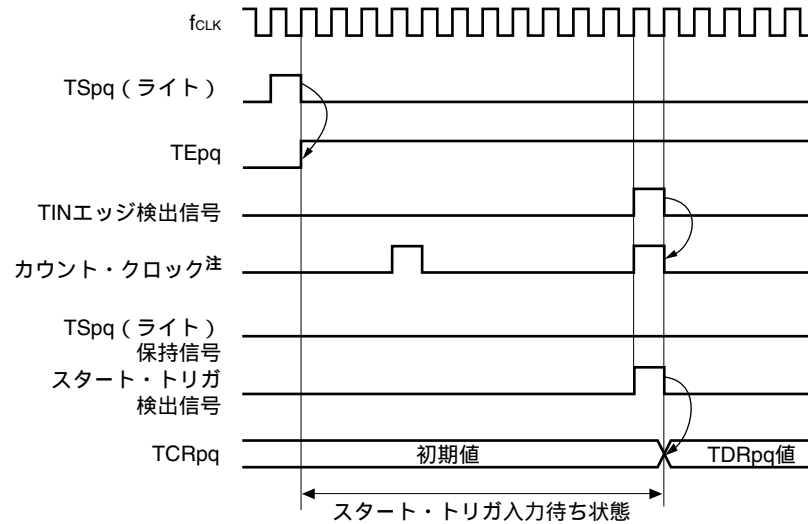 fCLK
TSpq（ライト）
TEpq
TINエッジ検出信号
カウント・クロック注
TSpq（ライト）
保持信号
スタート・トリガ
検出信号
TCRpq
初期値
TDRpq値
スタート・トリガ入力待ち状態